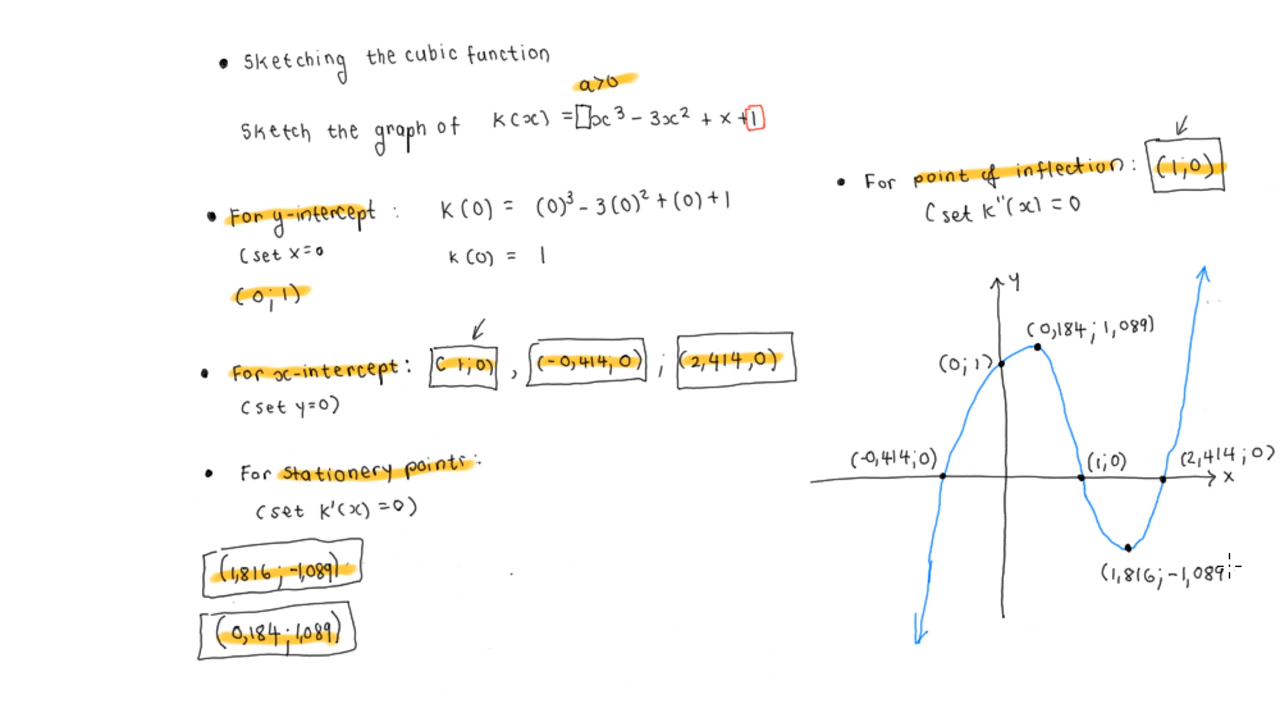 • Sketching the cubic function
a>0
Sketch the graph of K(x) = x³ - 3x² + x + 1
• For y-intercept : K(0) = (0)³ - 3(0)² + (0) + 1
(set x=0 K(0) = 1
(0;1)
• For x-intercept: (1;0) , (-0,414;0) ; (2,414,0)
(set y=0)
• For Stationery points:
(set K'(x) = 0)
(1,816; -1,089)
(0,184; 1,089)
• For point of inflection: (1;0)
(set K''(x) = 0
y
(0,184; 1,089)
(0;1)
(-0,414;0)
(1;0)
(2,414;0)
x
(1,816; -1,089